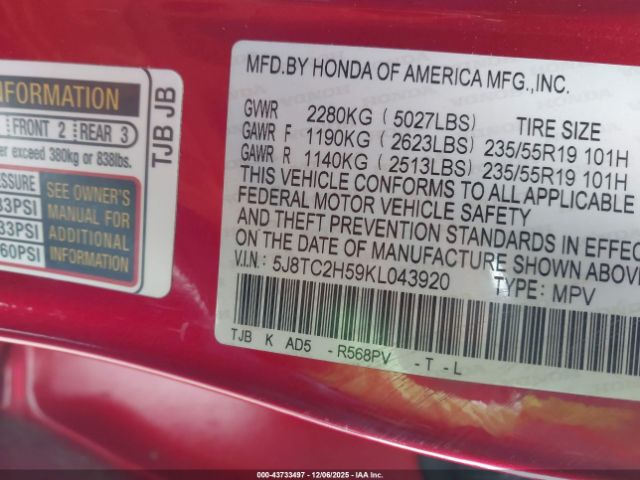 INFORMATION
FRONT 2 REAR 3
er exceed 380kg or 838lbs.
TJB JB
ESSURE
33PSI
33PSI
60PSI
SEE OWNER'S
MANUAL FOR
ADDITIONAL
INFORMATION
MFD.BY HONDA OF AMERICA MFG.,INC.
GVWR 2280KG (5027LBS) TIRE SIZE
GAWR F 1190KG (2623LBS) 235/55R19 101H
GAWR R 1140KG (2513LBS) 235/55R19 101H
THIS VEHICLE CONFORMS TO ALL APPLICABLE
FEDERAL MOTOR VEHICLE SAFETY
AND THEFT PREVENTION STANDARDS IN EFFEC
ON THE DATE OF MANUFACTURE SHOWN ABOVE
V.I.N.: 5J8TC2H59KL043920 TYPE: MPV
TJB K AD5 -R568PV -T -L
000-43733497 - 12/06/2025 - IAAI.COM